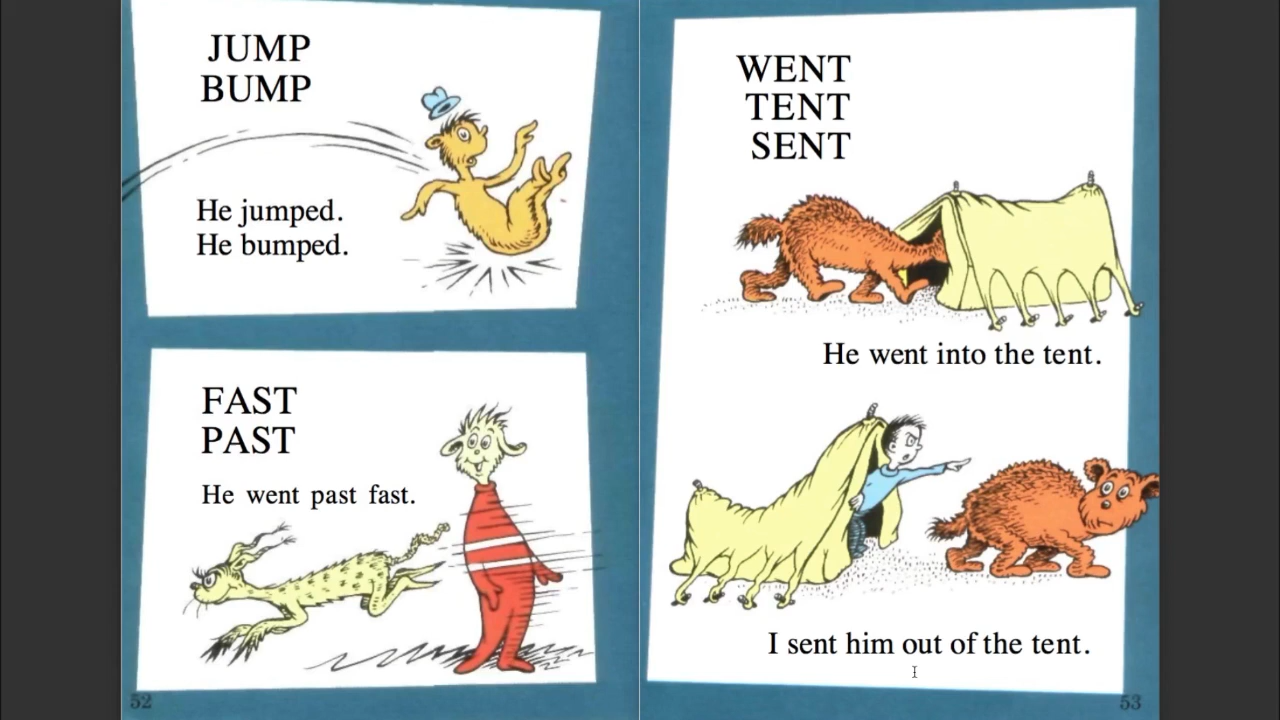 JUMP
BUMP
He jumped.
He bumped.
FAST
PAST
He went past fast.
52
WENT
TENT
SENT
He went into the tent.
I sent him out of the tent.
53